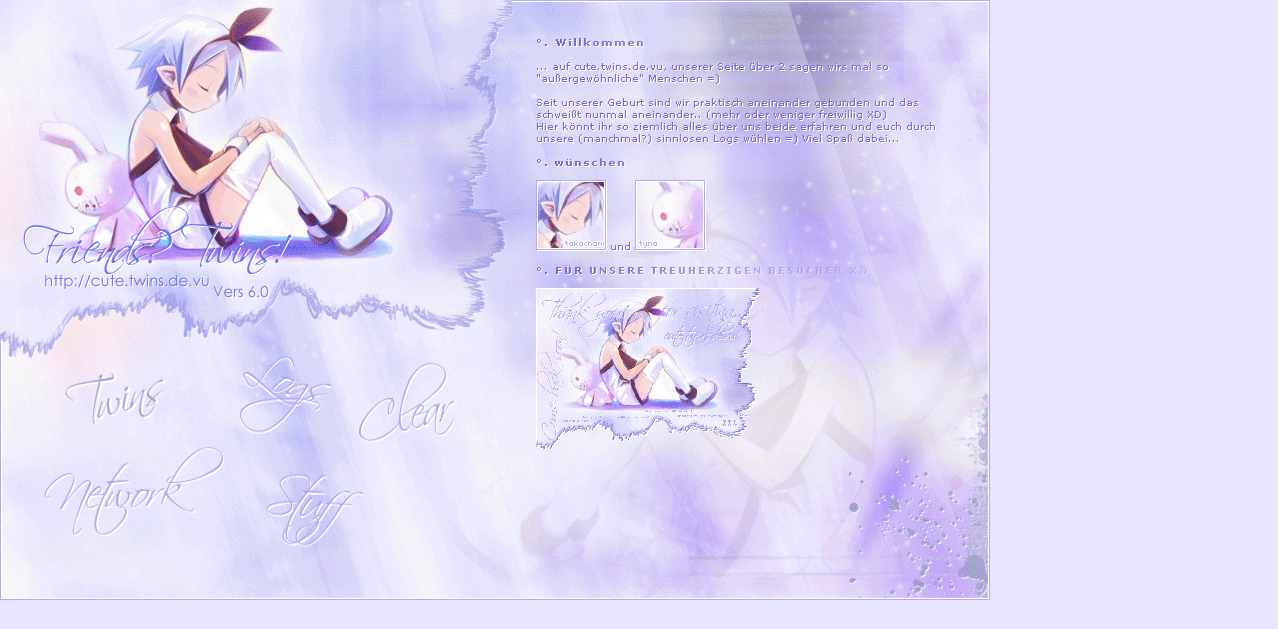 Friends? Twins!
http://cute.twins.de.vu
Vers 6.0
Twins
Logs
Clear
Network
Stuff
°. Willkommen
... auf cute.twins.de.vu, unserer Seite über 2 sagen wirs mal so
"außergewöhnliche" Menschen =)
Seit unserer Geburt sind wir praktisch aneinander gebunden und das
schweißt nunmal aneinander.. (mehr oder weniger freiwillig XD)
Hier könnt ihr so ziemlich alles über uns beide erfahren und euch durch
unsere (manchmal?) sinnlosen Logs wühlen =) Viel Spaß dabei...
°. wünschen
takachan und tyna
°. FÜR UNSERE TREUHERZIGEN BESUCHER XD
Thank you for visiting...
cute.twins.de.vu